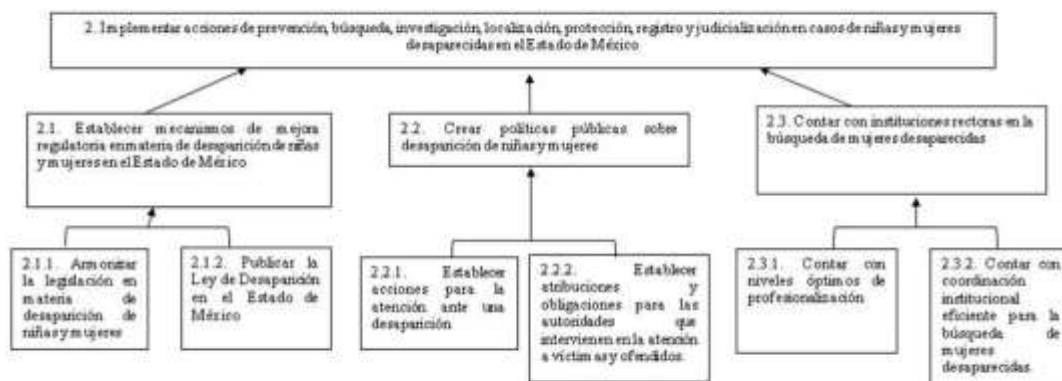 2. Implementar acciones de prevención, búsqueda, investigación, localización, protección, registro y judicialización en casos de niñas y mujeres
desaparecidas en el Estado de México
2.1. Establecer mecanismos de mejora
regulatoria en materia de desaparición de niñas
y mujeres en el Estado de México
2.2. Crear políticas públicas sobre
desaparición de niñas y mujeres
2.3. Contar con instituciones rectoras en la
búsqueda de mujeres desaparecidas
2.1.1. Armonizar
la legislación en
materia de
desaparición de
niñas y mujeres
2.1.2. Publicar la
Ley de Desaparición
en el Estado de
México
2.2.1. Establecer
acciones para la
atención ante una
desaparición
2.2.2. Establecer
atribuciones y
obligaciones para las
autoridades que
intervienen en la atención
a víctimas y ofendidos.
2.3.1. Contar con
niveles óptimos de
profesionalización
2.3.2. Contar con
coordinación
institucional
eficiente para la
búsqueda de
mujeres
desaparecidas.